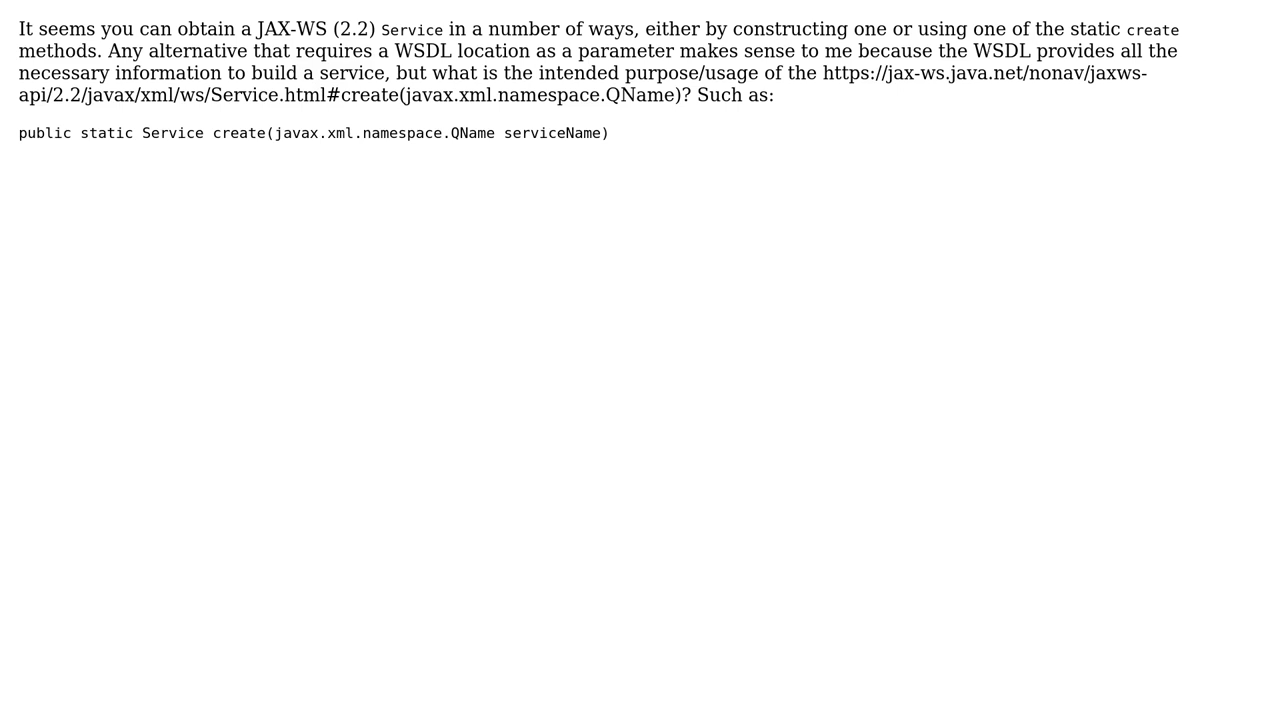 It seems you can obtain a JAX-WS (2.2) Service in a number of ways, either by constructing one or using one of the static create
methods. Any alternative that requires a WSDL location as a parameter makes sense to me because the WSDL provides all the
necessary information to build a service, but what is the intended purpose/usage of the https://jax-ws.java.net/nonav/jaxws-
api/2.2/javax/xml/ws/Service.html#create(javax.xml.namespace.QName)? Such as:
public static Service create(javax.xml.namespace.QName serviceName)